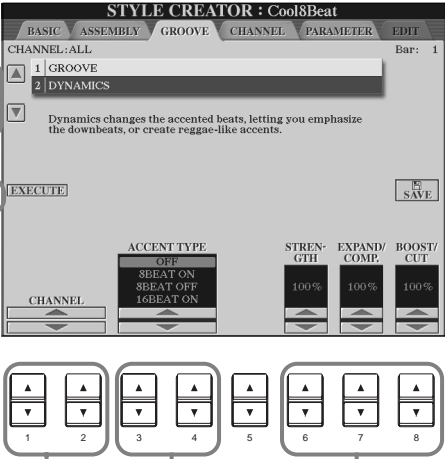 STYLE CREATOR : Cool8Beat
BASIC ASSEMBLY GROOVE CHANNEL PARAMETER EDIT
CHANNEL:ALL Bar: 1
1 GROOVE
2 DYNAMICS
Dynamics changes the accented beats, letting you emphasize
the downbeats, or create reggae-like accents.
EXECUTE
SAVE
ACCENT TYPE
OFF
8BEAT ON
8BEAT OFF
16BEAT ON
STREN-
GTH
100%
EXPAND/
COMP.
100%
BOOST/
CUT
100%
CHANNEL
1 2 3 4 5 6 7 8